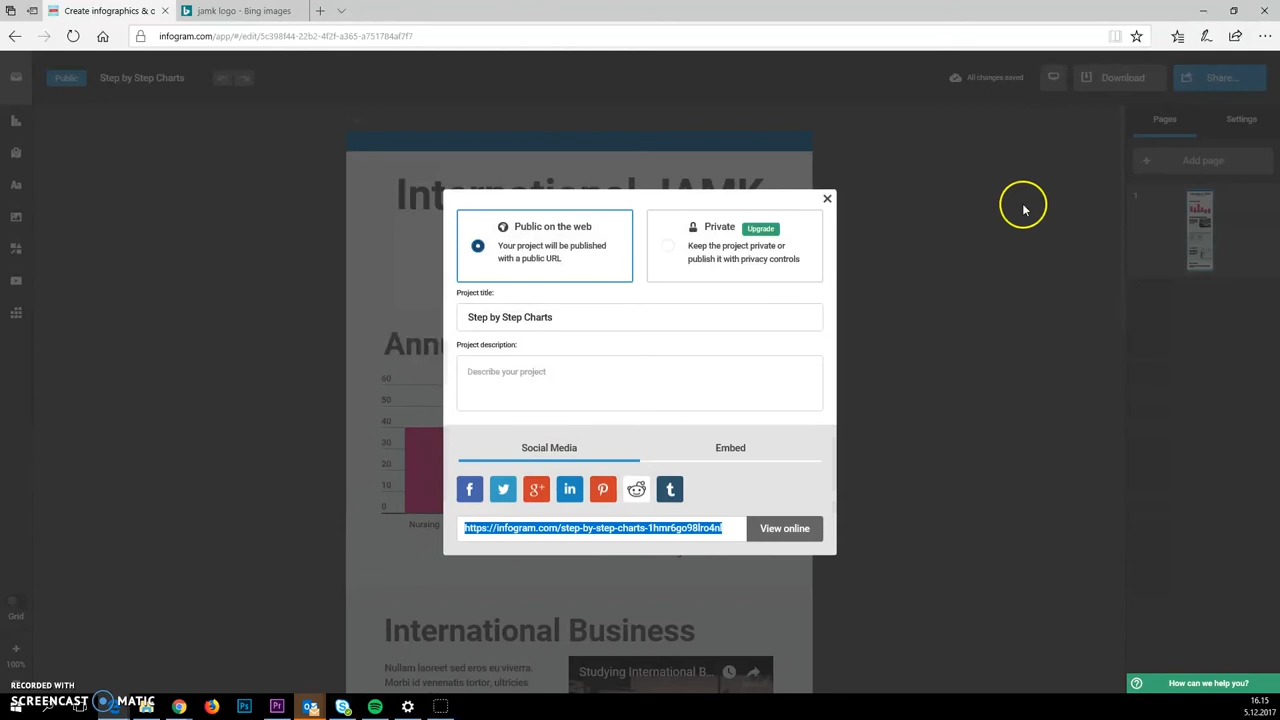 Create infographics & o
jamk logo - Bing images
infogram.com/app/#/edit/5c398f44-22b2-4f2f-a365-a751784af7f7
Public
Step by Step Charts
All changes saved
Download
Share...
Pages
Settings
Add page
1
International JAMK
Public on the web
Your project will be published
with a public URL
Private
Upgrade
Keep the project private or
publish it with privacy controls
Project title:
Step by Step Charts
Project description:
Describe your project
Social Media
Embed
https://infogram.com/step-by-step-charts-1hmr6go98lro4nl
View online
Annu
60
50
40
30
20
10
0
Nursing
International Business
Nullam laoreet sed eros eu viverra.
Morbi id venenatis tortor, ultricies
Studying International B...
Aa
Grid
100%
How can we help you?
RECORDED WITH
SCREENCAST MATIC
16.15
5.12.2017